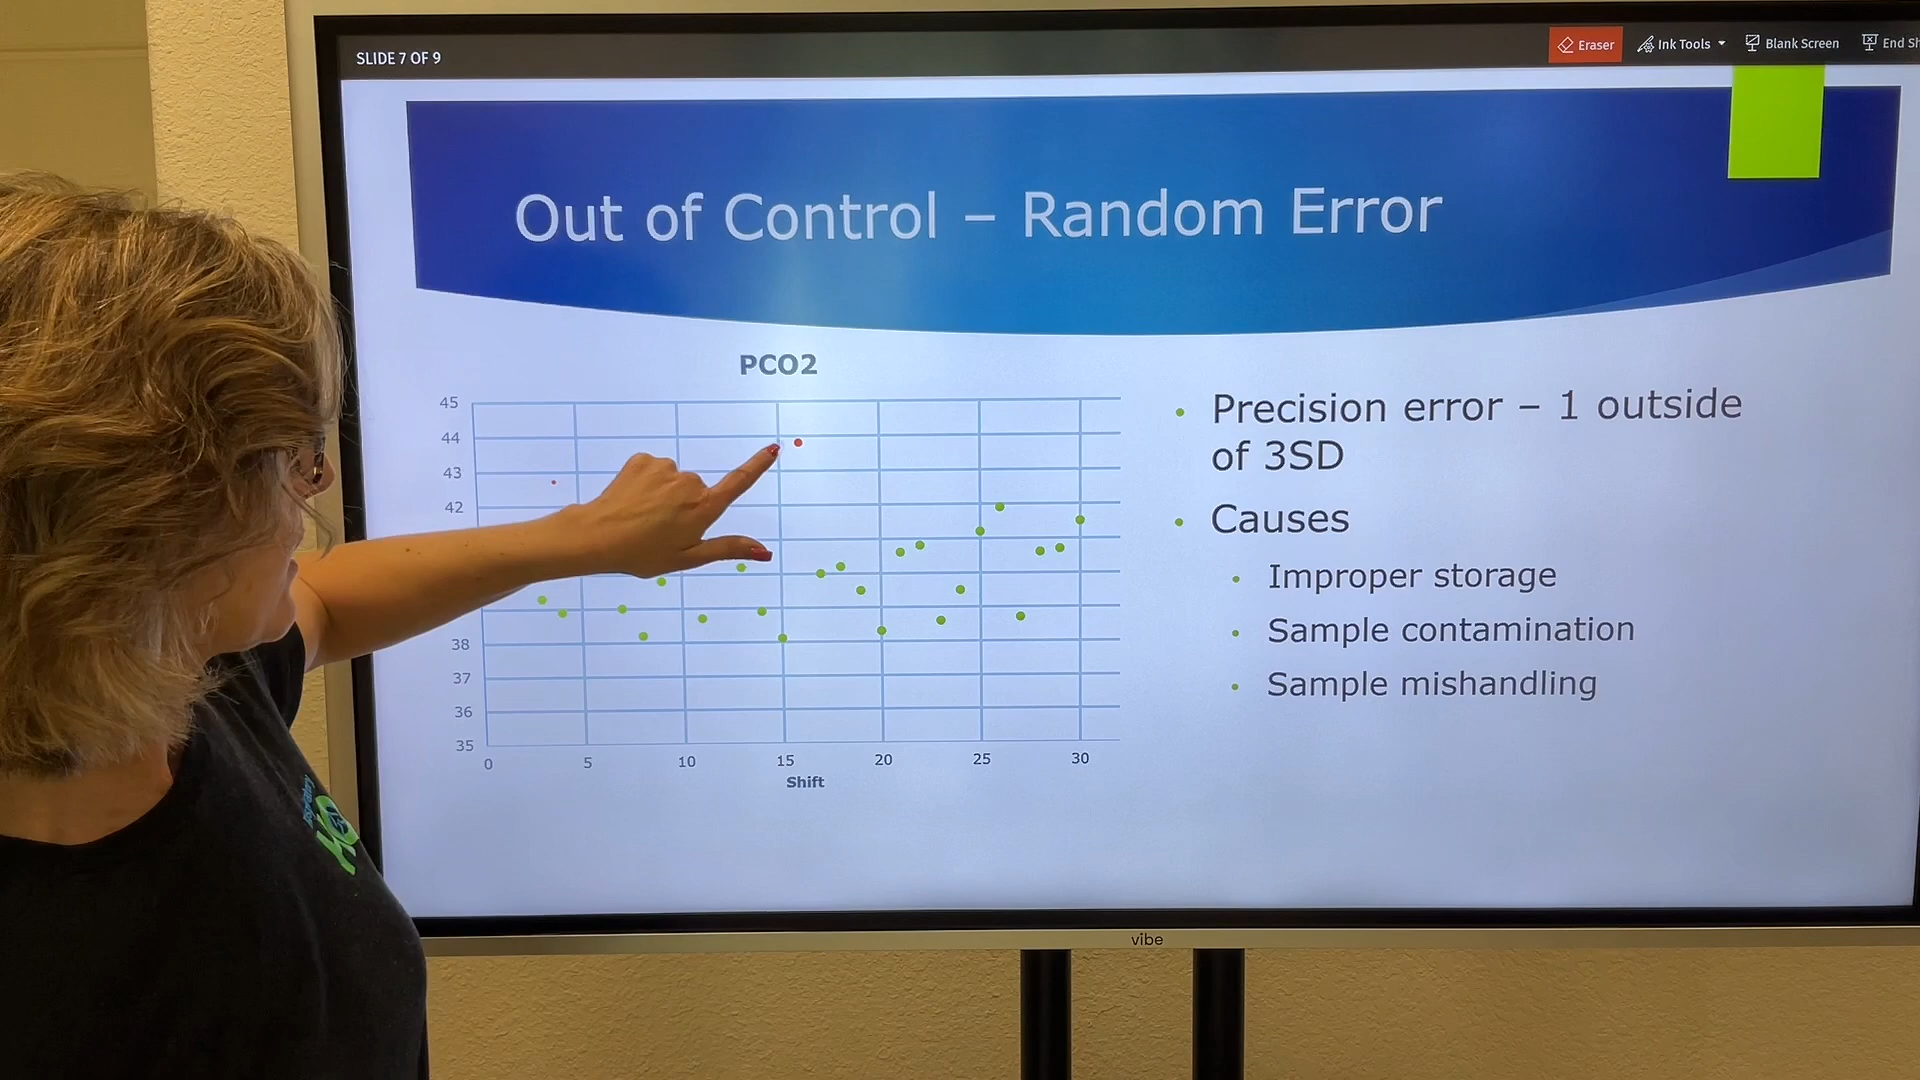 SLIDE 7 OF 9
Eraser
Ink Tools
Blank Screen
End Sh
Out of Control – Random Error
PCO2
45
44
43
42
38
37
36
35
0 5 10 15 20 25 30
Shift
• Precision error – 1 outside
of 3SD
• Causes
• Improper storage
• Sample contamination
• Sample mishandling
vibe